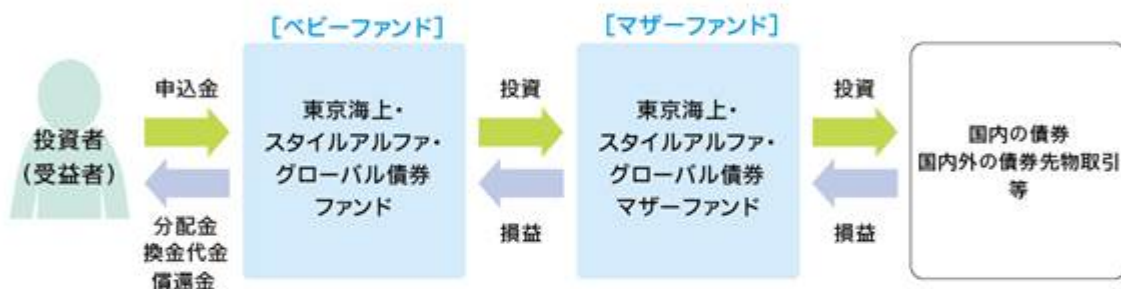 ［ベビーファンド］
［マザーファンド］
投資者
（受益者）
申込金
分配金
換金代金
償還金
東京海上・
スタイルアルファ・
グローバル債券
ファンド
投資
損益
東京海上・
スタイルアルファ・
グローバル債券
マザーファンド
投資
損益
国内の債券
国内外の債券先物取引
等